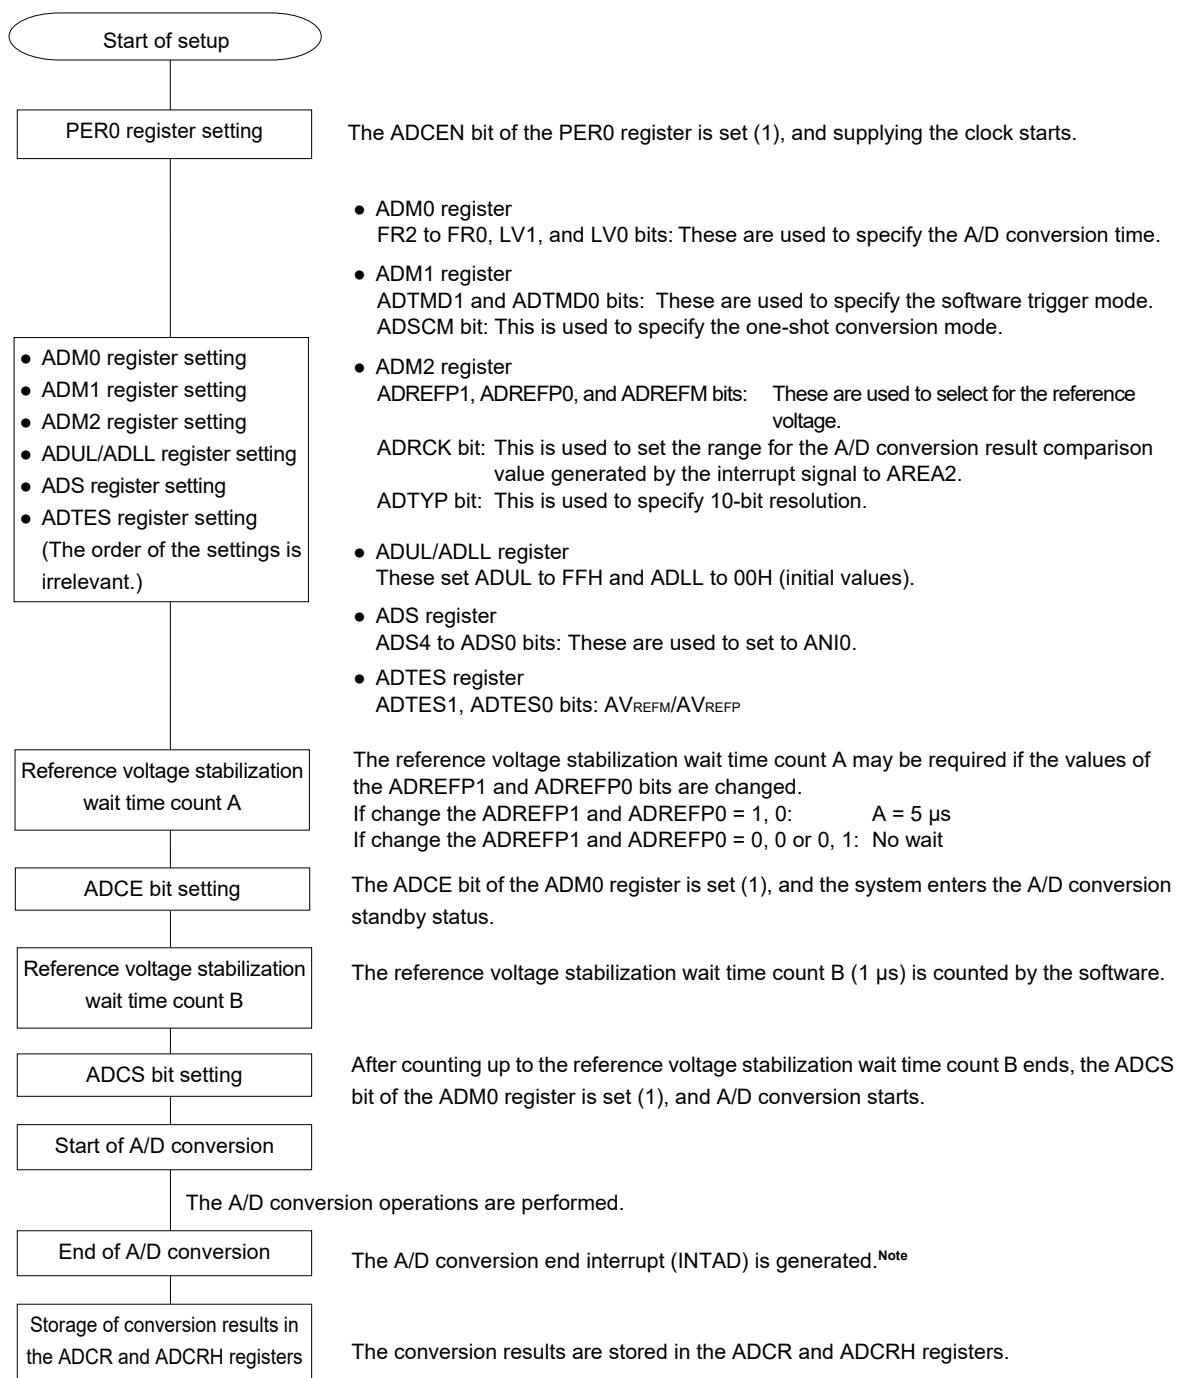 Start of setup
PER0 register setting
The ADCEN bit of the PER0 register is set (1), and supplying the clock starts.
● ADM0 register setting
● ADM1 register setting
● ADM2 register setting
● ADUL/ADLL register setting
● ADS register setting
● ADTES register setting
(The order of the settings is
irrelevant.)
● ADM0 register
FR2 to FR0, LV1, and LV0 bits: These are used to specify the A/D conversion time.
● ADM1 register
ADTMD1 and ADTMD0 bits: These are used to specify the software trigger mode.
ADSCM bit: This is used to specify the one-shot conversion mode.
● ADM2 register
ADREFP1, ADREFP0, and ADREFM bits: These are used to select for the reference
voltage.
ADRCK bit: This is used to set the range for the A/D conversion result comparison
value generated by the interrupt signal to AREA2.
ADTYP bit: This is used to specify 10-bit resolution.
● ADUL/ADLL register
These set ADUL to FFH and ADLL to 00H (initial values).
● ADS register
ADS4 to ADS0 bits: These are used to set to ANI0.
● ADTES register
ADTES1, ADTES0 bits: AVREFM/AVREFP
Reference voltage stabilization
wait time count A
The reference voltage stabilization wait time count A may be required if the values of
the ADREFP1 and ADREFP0 bits are changed.
If change the ADREFP1 and ADREFP0 = 1, 0: A = 5 µs
If change the ADREFP1 and ADREFP0 = 0, 0 or 0, 1: No wait
ADCE bit setting
The ADCE bit of the ADM0 register is set (1), and the system enters the A/D conversion
standby status.
Reference voltage stabilization
wait time count B
The reference voltage stabilization wait time count B (1 µs) is counted by the software.
ADCS bit setting
After counting up to the reference voltage stabilization wait time count B ends, the ADCS
bit of the ADM0 register is set (1), and A/D conversion starts.
Start of A/D conversion
The A/D conversion operations are performed.
End of A/D conversion
The A/D conversion end interrupt (INTAD) is generated.Note
Storage of conversion results in
the ADCR and ADCRH registers
The conversion results are stored in the ADCR and ADCRH registers.